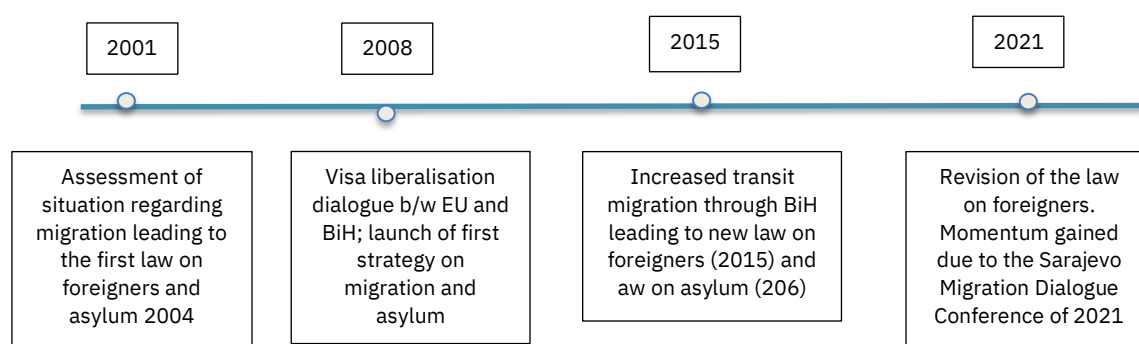 2001
2008
2015
2021
Assessment of
situation regarding
migration leading to
the first law on
foreigners and
asylum 2004
Visa liberalisation
dialogue b/w EU and
BiH; launch of first
strategy on
migration and
asylum
Increased transit
migration through BiH
leading to new law on
foreigners (2015) and
aw on asylum (206)
Revision of the law
on foreigners.
Momentum gained
due to the Sarajevo
Migration Dialogue
Conference of 2021